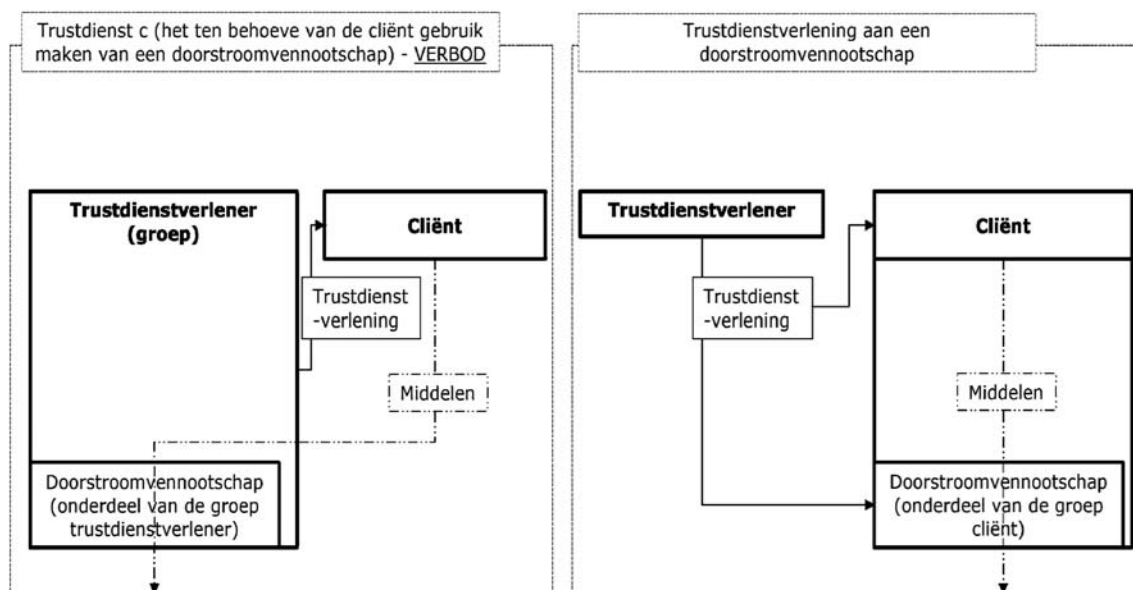 Trustdienst c (het ten behoeve van de cliënt gebruik
maken van een doorstroomvennootschap) - VERBOD
Trustdienstverlener
(groep)
Cliënt
Trustdienst
-verlening
Middelen
Doorstroomvennootschap
(onderdeel van de groep
trustdienstverlener)
Trustdienstverlening aan een
doorstroomvennootschap
Trustdienstverlener
Cliënt
Trustdienst
-verlening
Middelen
Doorstroomvennootschap
(onderdeel van de groep
cliënt)